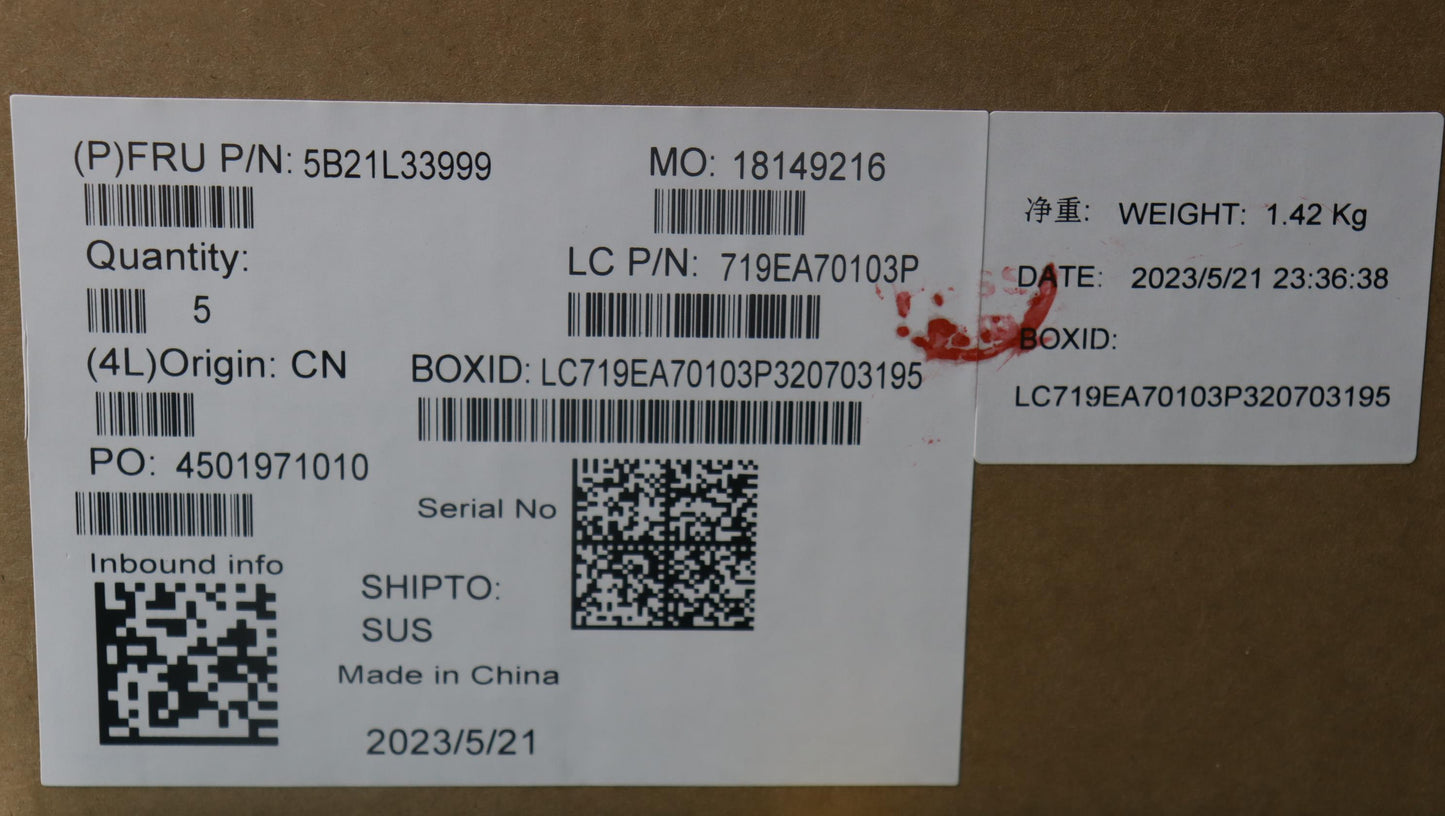 (P)FRU P/N: 5B21L33999
MO: 18149216
Quantity:
5
LC P/N: 719EA70103P
(4L)Origin: CN
BOXID: LC719EA70103P320703195
PO: 4501971010
Serial No
Inbound info
SHIPTO:
SUS
Made in China
2023/5/21
净重: WEIGHT: 1.42 Kg
DATE: 2023/5/21 23:36:38
BOXID:
LC719EA70103P320703195